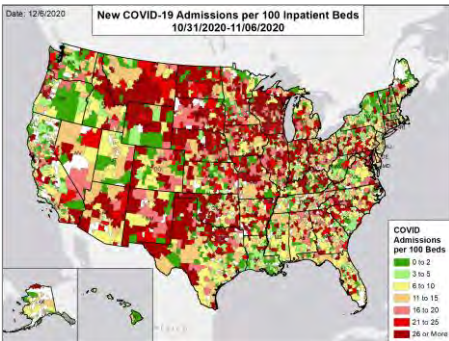 Date: 12/6/2020
New COVID-19 Admissions per 100 Inpatient Beds
10/31/2020-11/06/2020
COVID
Admissions
per 100 Beds
0 to 2
3 to 5
6 to 10
11 to 15
16 to 20
21 to 25
26 or More